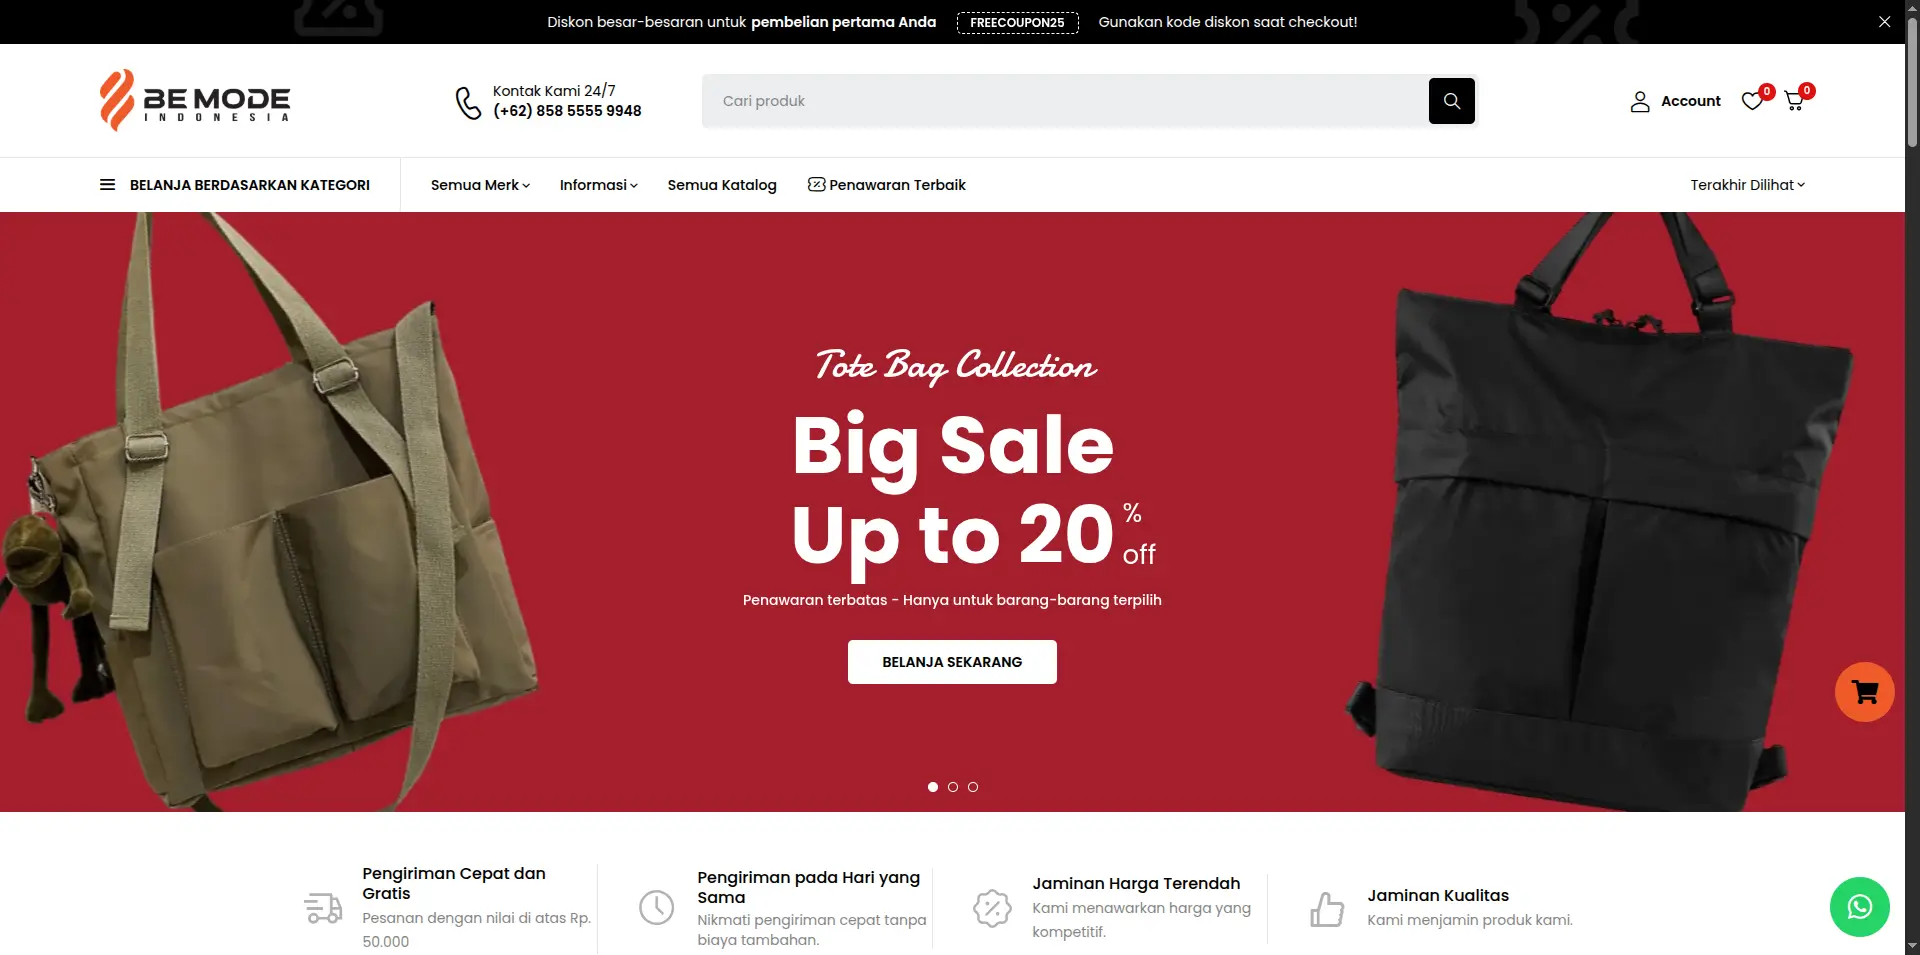 Diskon besar-besaran untuk pembelian pertama Anda FREECOUPON25 Gunakan kode diskon saat checkout!
BE MODE
INDONESIA
Kontak Kami 24/7
(+62) 858 5555 9948
Cari produk
Account
0
0
BELANJA BERDASARKAN KATEGORI
Semua Merk
Informasi
Semua Katalog
Penawaran Terbaik
Terakhir Dilihat
Tote Bag Collection
Big Sale
Up to 20 % off
Penawaran terbatas - Hanya untuk barang-barang terpilih
BELANJA SEKARANG
Pengiriman Cepat dan
Gratis
Pesanan dengan nilai di atas Rp.
50.000
Pengiriman pada Hari yang
Sama
Nikmati pengiriman cepat tanpa
biaya tambahan.
Jaminan Harga Terendah
Kami menawarkan harga yang
kompetitif.
Jaminan Kualitas
Kami menjamin produk kami.